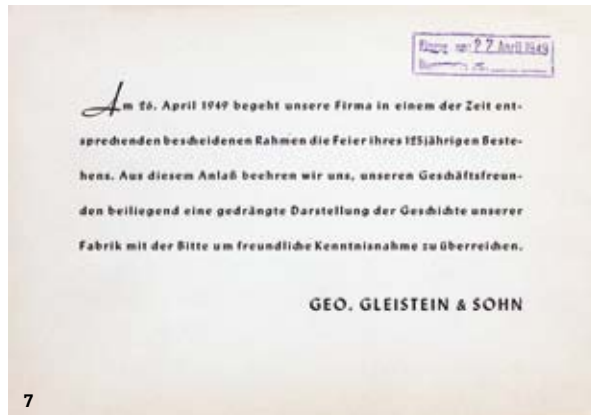 Eingang am: 27. April 1949
Am 26. April 1949 begeht unsere Firma in einem der Zeit ent-
sprechenden bescheidenen Rahmen die Feier ihres 125jährigen Beste-
hens. Aus diesem Anlaß beehren wir uns, unseren Geschäftsfreun-
den beiliegend eine gedrängte Darstellung der Geschichte unserer
Fabrik mit der Bitte um freundliche Kenntnisnahme zu überreichen.
GEO. GLEISTEIN & SOHN
7